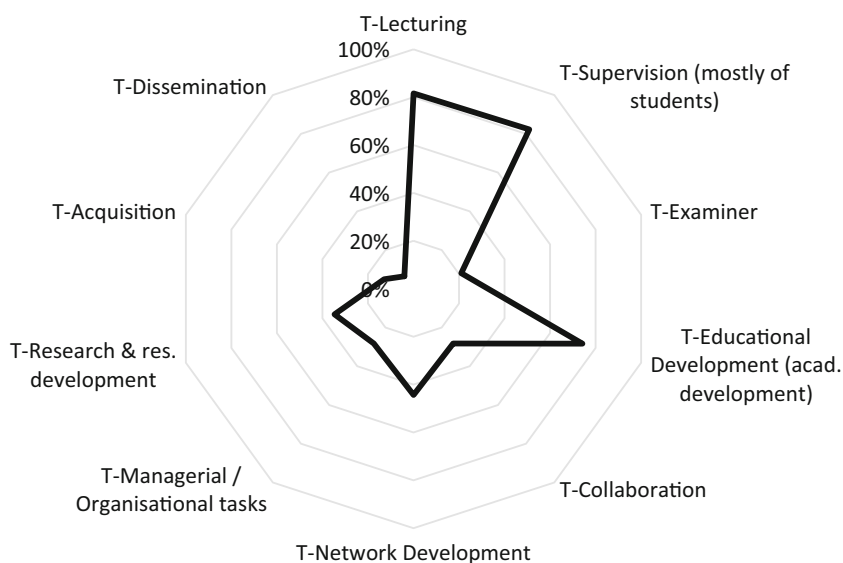 T-Lecturing
100%
80%
60%
40%
20%
0%
T-Supervision (mostly of
students)
T-Examiner
T-Educational
Development (acad.
development)
T-Collaboration
T-Network Development
T-Managerial /
Organisational tasks
T-Research & res.
development
T-Acquisition
T-Dissemination